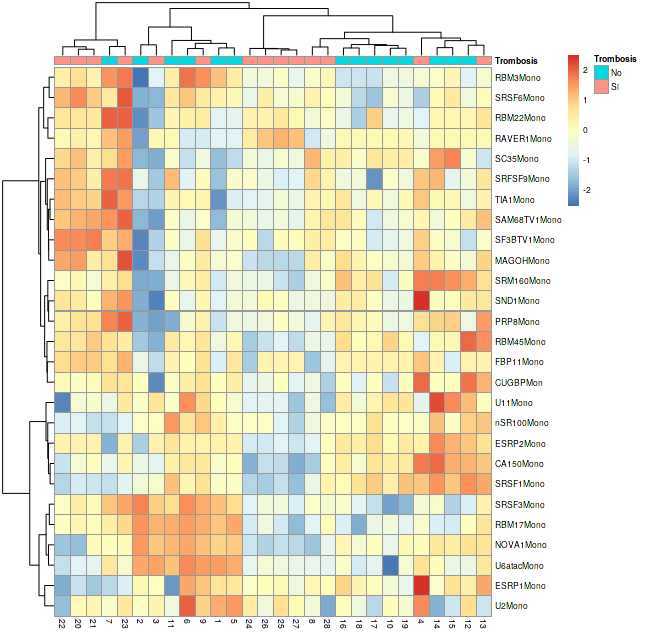 Trombosis
RBM3Mono
SRSF6Mono
RBM22Mono
RAVER1Mono
SC35Mono
SRFSF9Mono
TIA1Mono
SAM68TV1Mono
SF3BTV1Mono
MAGOHMono
SRM160Mono
SND1Mono
PRP8Mono
RBM45Mono
FBP11Mono
CUGBPMon
U11Mono
nSR100Mono
ESRP2Mono
CA150Mono
SRSF1Mono
SRSF3Mono
RBM17Mono
NOVA1Mono
U6atacMono
ESRP1Mono
U2Mono
22 20 21 7 23 2 3 11 6 9 1 5 24 26 25 27 8 28 16 18 17 10 19 4 14 15 12 13
2
1
0
-1
-2
Trombosis
No
SI